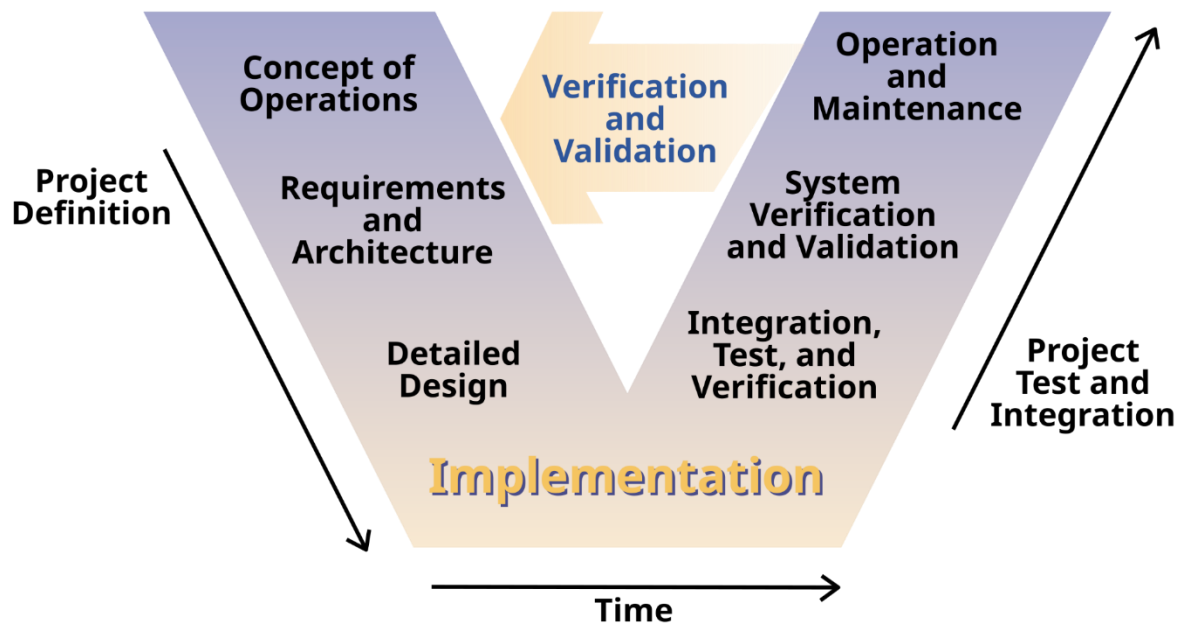 Concept of
Operations
Verification
and
Validation
Operation
and
Maintenance
Project
Definition
Requirements
and
Architecture
System
Verification
and Validation
Detailed
Design
Integration,
Test, and
Verification
Project
Test and
Integration
Implementation
Time